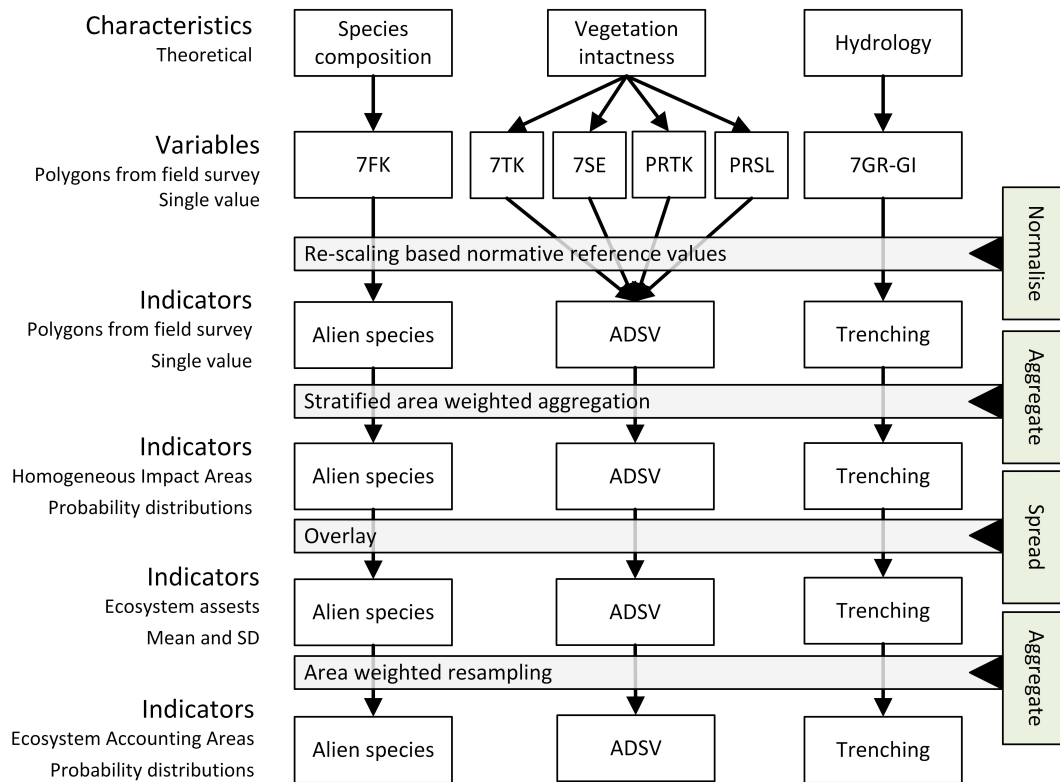 Characteristics
Theoretical
Species
composition
Vegetation
intactness
Hydrology
Variables
Polygons from field survey
Single value
7FK
7TK
7SE
PRTK
PRSL
7GR-GI
Normalise
Re-scaling based normative reference values
Indicators
Polygons from field survey
Single value
Alien species
ADSV
Trenching
Aggregate
Stratified area weighted aggregation
Indicators
Homogeneous Impact Areas
Probability distributions
Alien species
ADSV
Trenching
Spread
Overlay
Indicators
Ecosystem assests
Mean and SD
Alien species
ADSV
Trenching
Aggregate
Area weighted resampling
Indicators
Ecosystem Accounting Areas
Probability distributions
Alien species
ADSV
Trenching